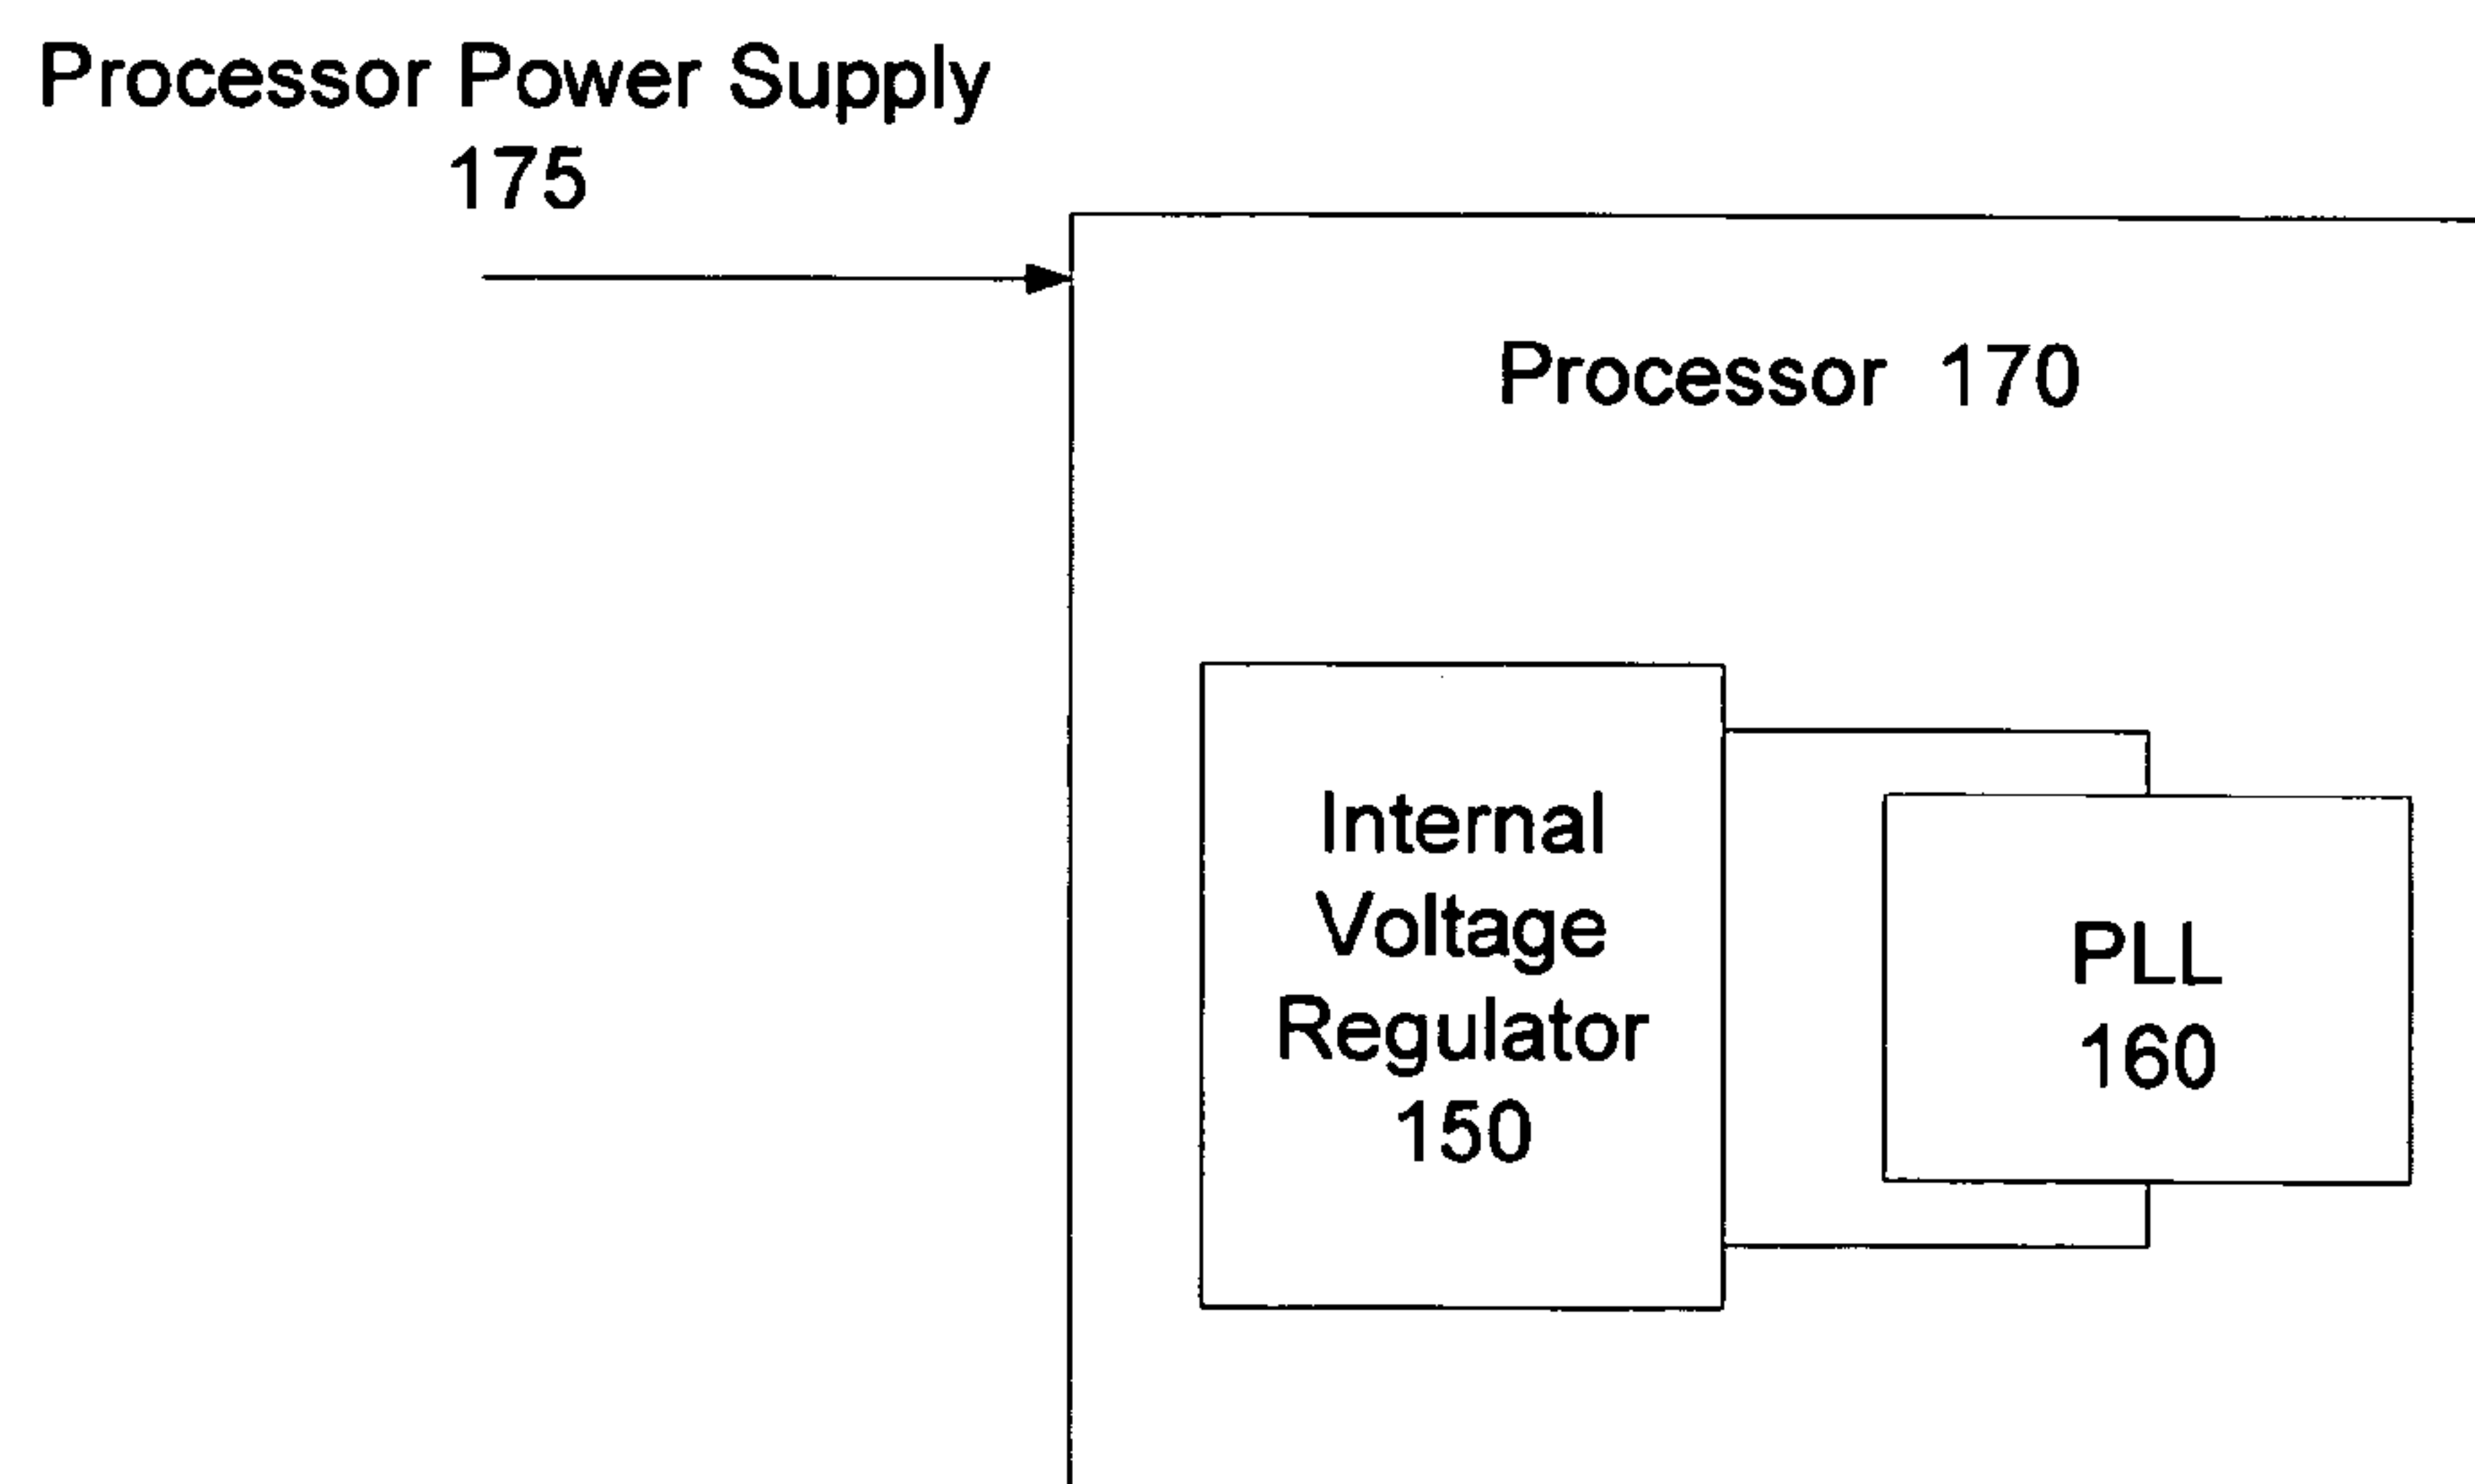 Processor Power Supply
175
Processor 170
Internal
Voltage
Regulator
150
PLL
160